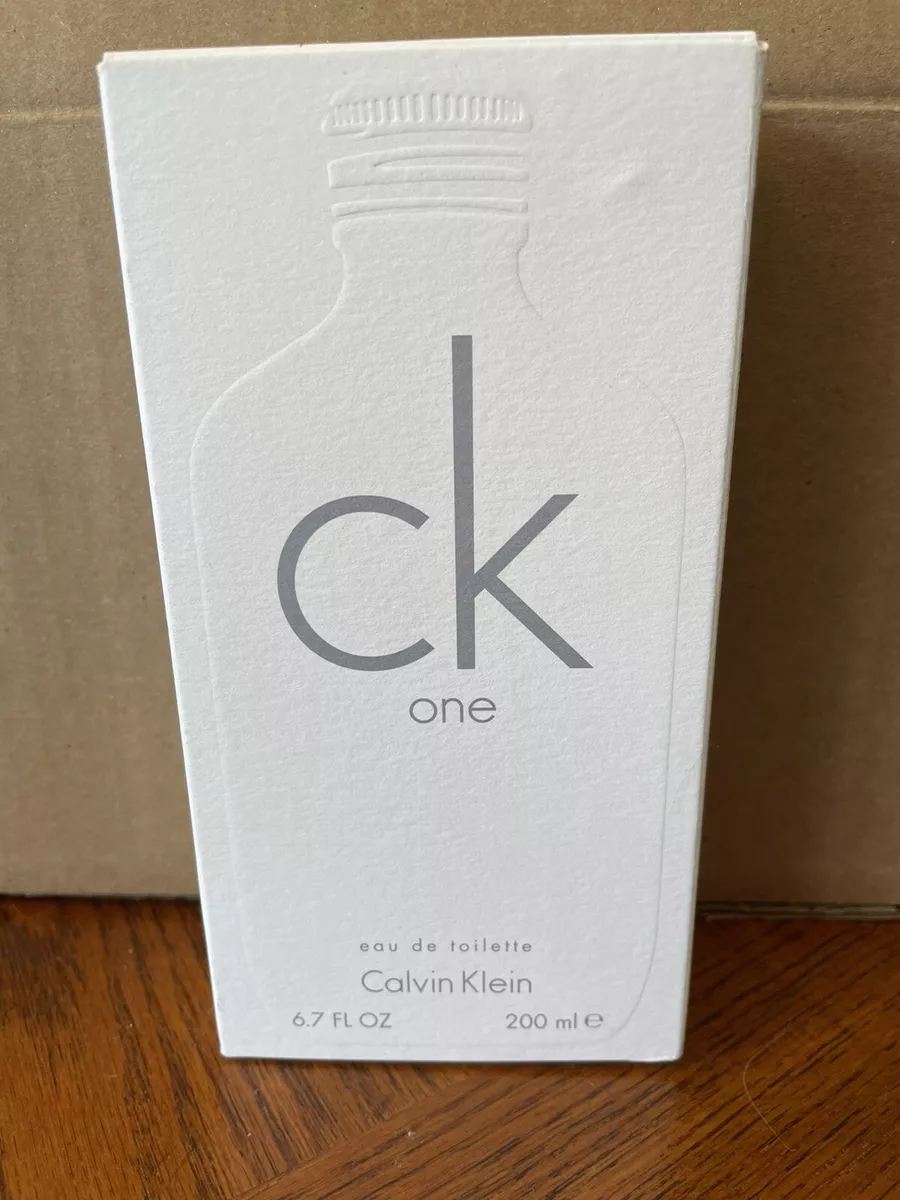 ck
one
eau de toilette
Calvin Klein
6.7 FL OZ 200 ml ℮